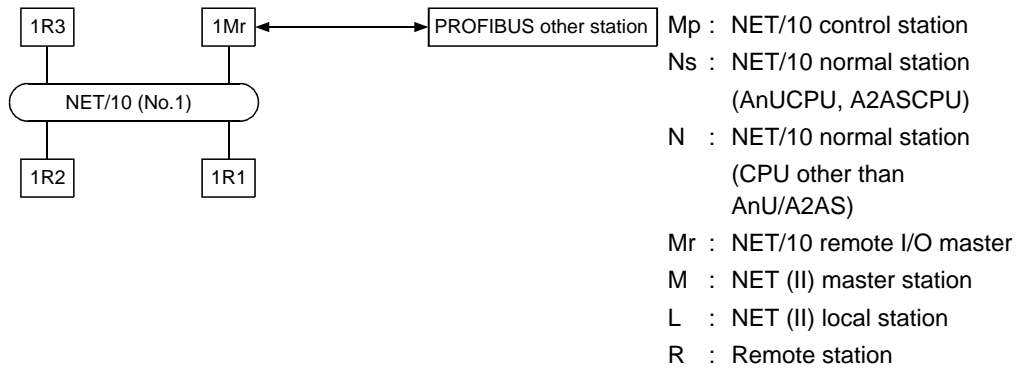 1R3
1Mr
PROFIBUS other station
NET/10 (No.1)
1R2
1R1
Mp : NET/10 control station
Ns : NET/10 normal station
(AnUCPU, A2ASCPU)
N : NET/10 normal station
(CPU other than
AnU/A2AS)
Mr : NET/10 remote I/O master
M : NET (II) master station
L : NET (II) local station
R : Remote station